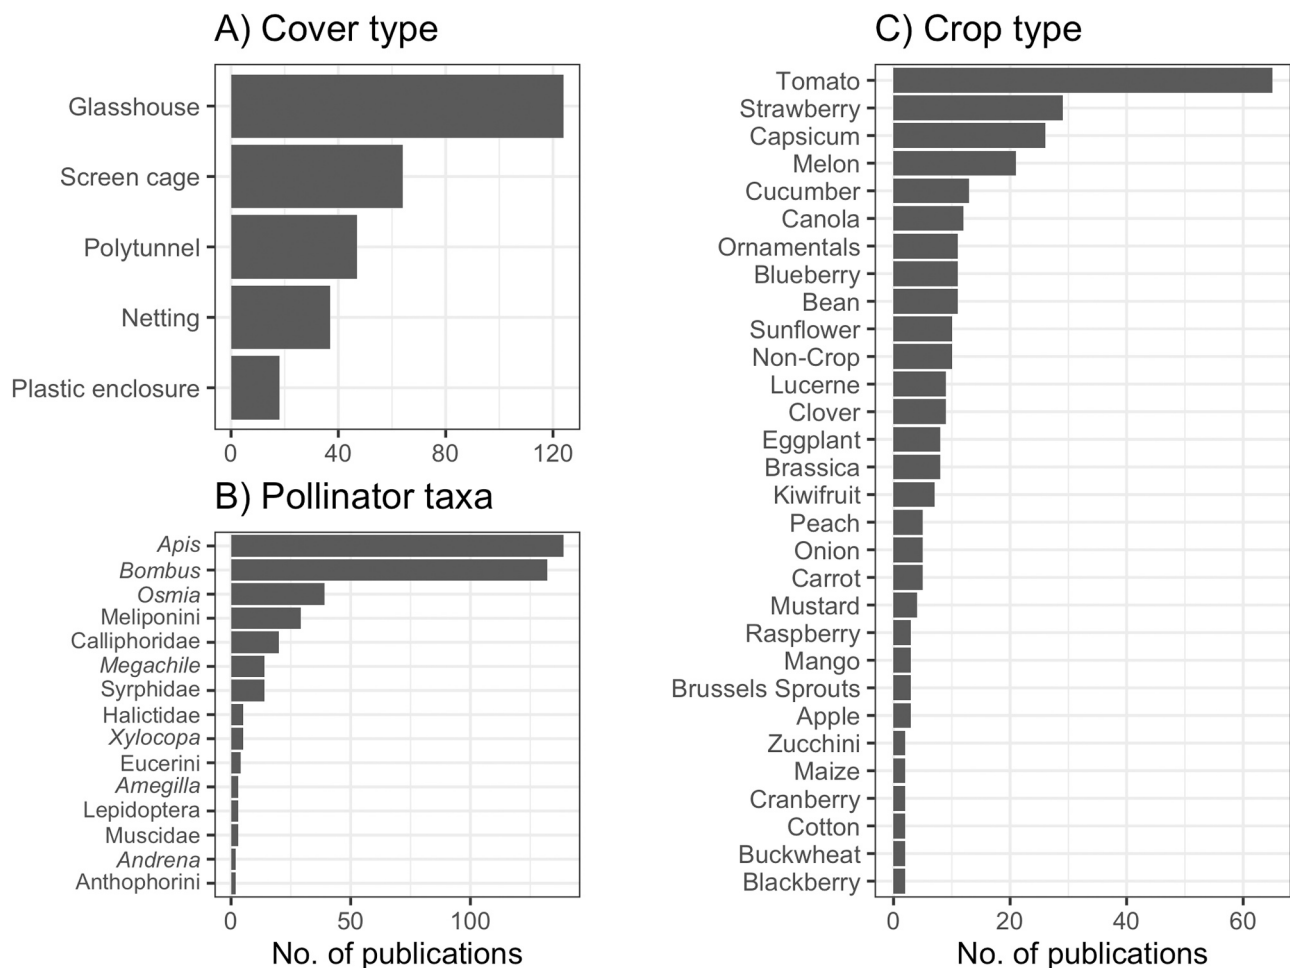 A) Cover type
Glasshouse
Screen cage
Polytunnel
Netting
Plastic enclosure
0 40 80 120
B) Pollinator taxa
Apis
Bombus
Osmia
Meliponini
Calliphoridae
Megachile
Syrphidae
Halictidae
Xylocopa
Eucerini
Amegilla
Lepidoptera
Muscidae
Andrena
Anthophorini
0 50 100
No. of publications
C) Crop type
Tomato
Strawberry
Capsicum
Melon
Cucumber
Canola
Ornamentals
Blueberry
Bean
Sunflower
Non-Crop
Lucerne
Clover
Eggplant
Brassica
Kiwifruit
Peach
Onion
Carrot
Mustard
Raspberry
Mango
Brussels Sprouts
Apple
Zucchini
Maize
Cranberry
Cotton
Buckwheat
Blackberry
0 20 40 60
No. of publications